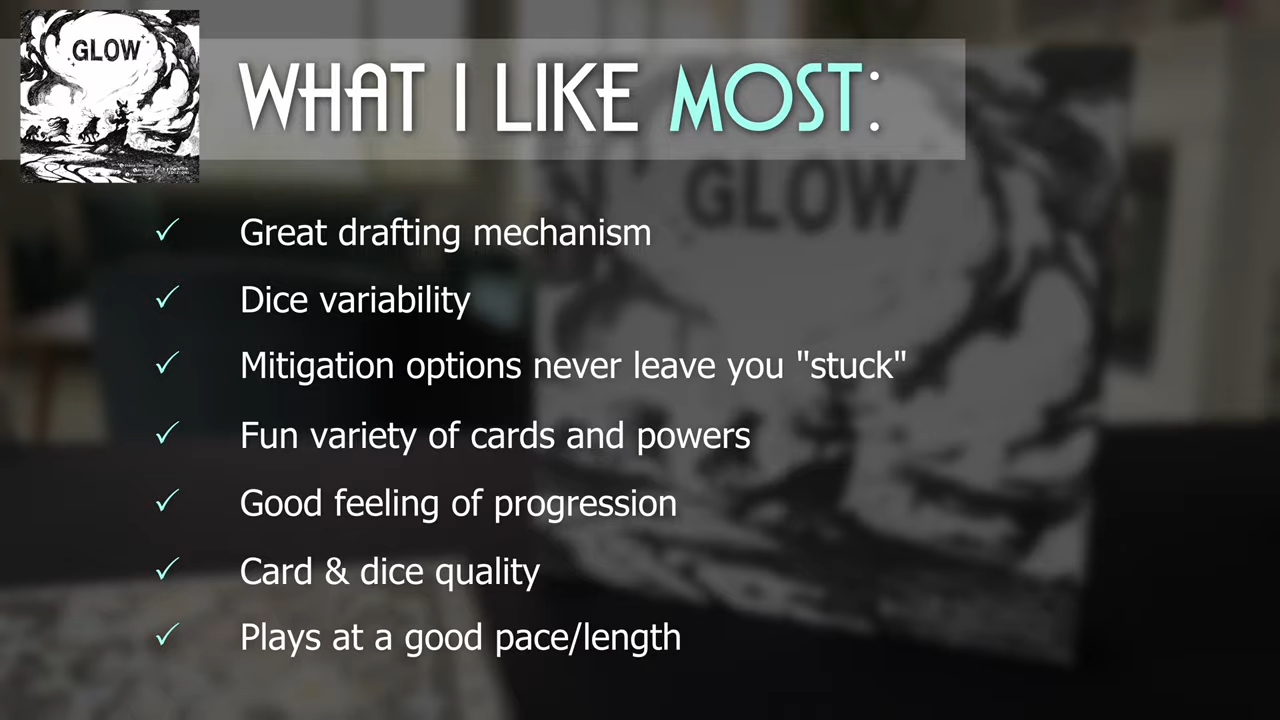 GLOW
WHAT I LIKE MOST:
GLOW
✓ Great drafting mechanism
✓ Dice variability
✓ Mitigation options never leave you "stuck"
✓ Fun variety of cards and powers
✓ Good feeling of progression
✓ Card & dice quality
✓ Plays at a good pace/length